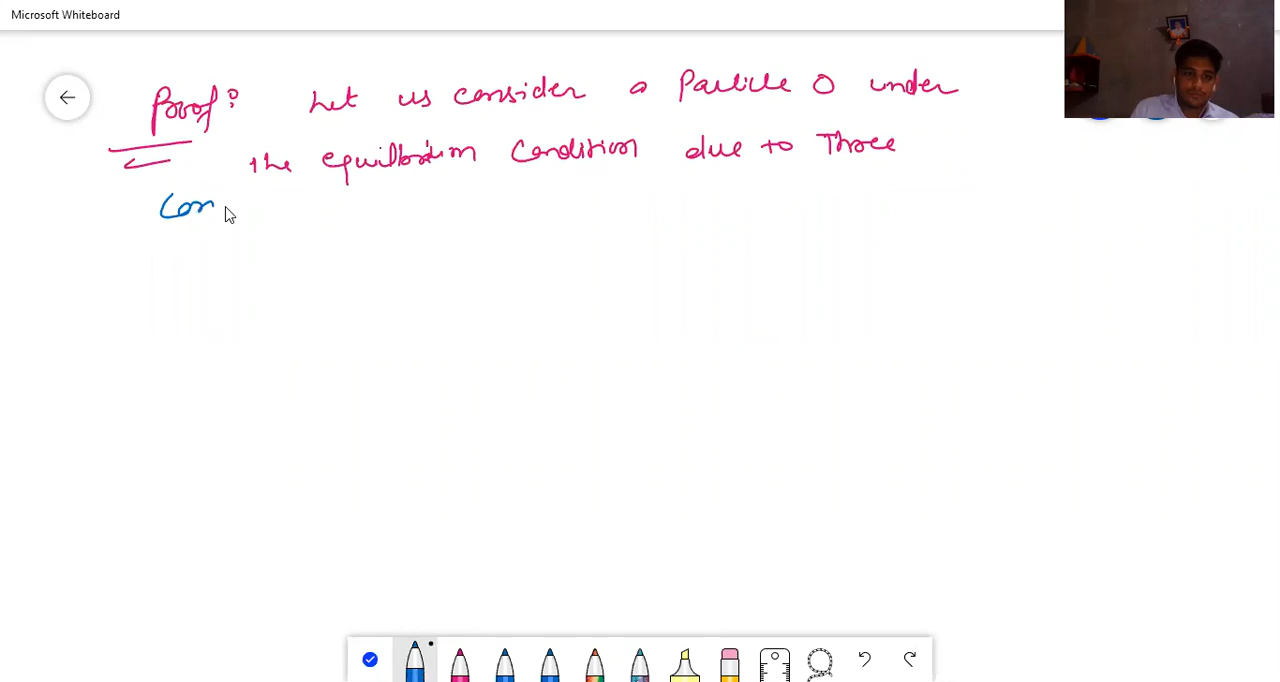 Microsoft Whiteboard
Proof: Let us consider a Particle O under
the equilibrium Condition due to Three
Con